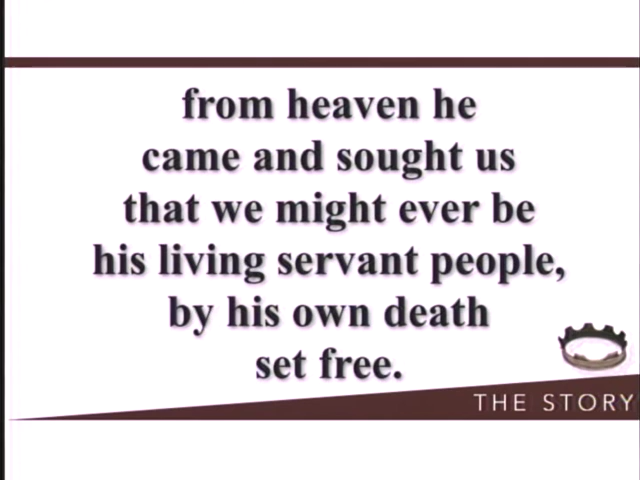 from heaven he
came and sought us
that we might ever be
his living servant people,
by his own death
set free.
THE STORY